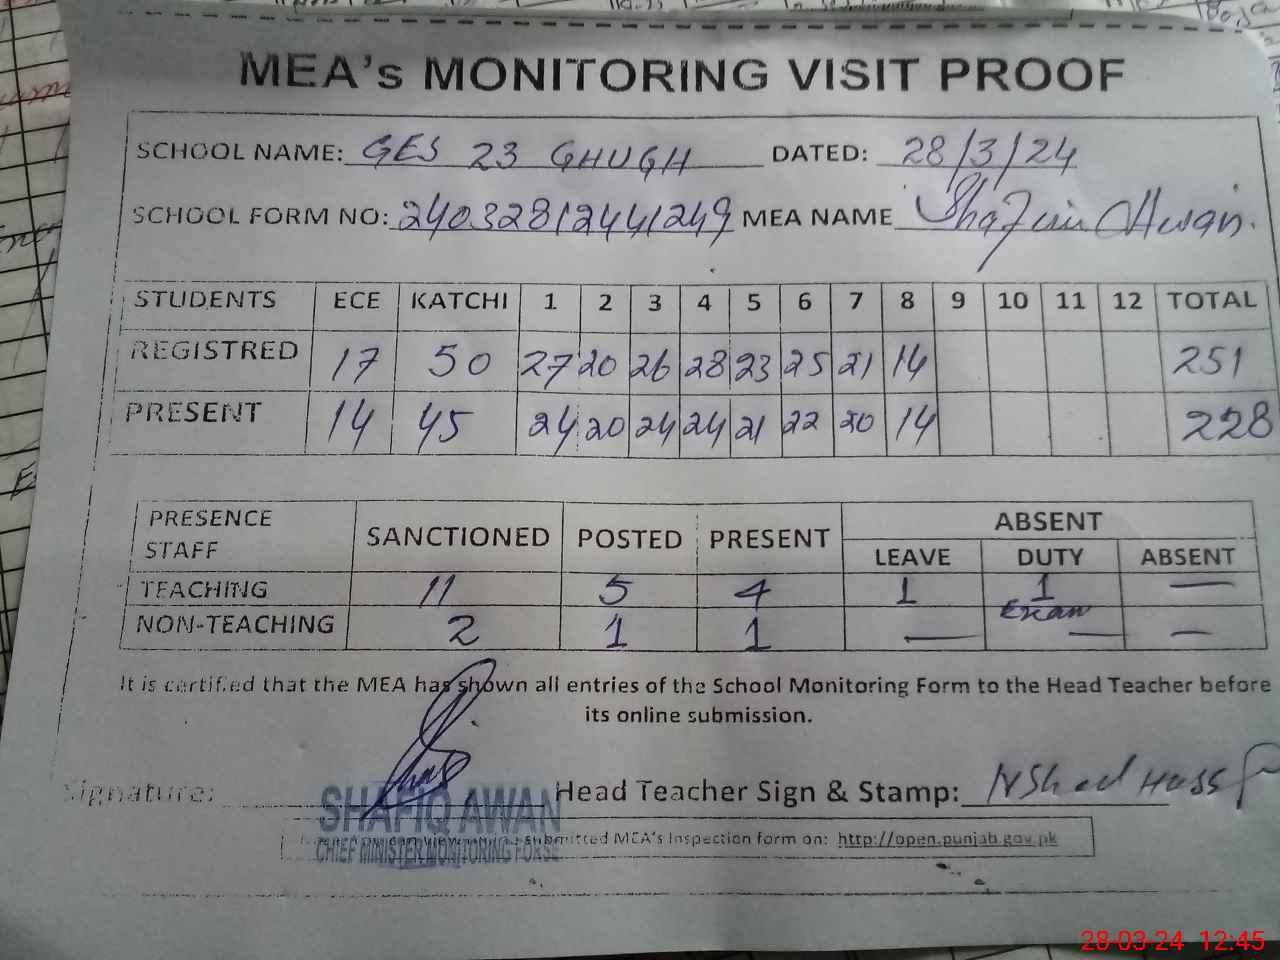 MEA's MONITORING VISIT PROOF
SCHOOL NAME: GES 23 GHUGH DATED: 28/3/24
SCHOOL FORM NO: 24032812441249 MEA NAME Awan.
STUDENTS ECE KATCHI 1 2 3 4 5 6 7 8 9 10 11 12 TOTAL
REGISTRED 17 50 27 20 26 28 23 25 21 14 251
PRESENT 14 45 24 20 24 24 21 22 20 14 228
PRESENCE STAFF SANCTIONED POSTED PRESENT ABSENT
LEAVE DUTY ABSENT
TEACHING 11 5 4 1 1 Exam —
NON-TEACHING 2 1 1 — — —
It is certified that the MEA has shown all entries of the School Monitoring Form to the Head Teacher before
its online submission.
Signature: Head Teacher Sign & Stamp:
SHAFIQ AWAN
CHIEF MINISTER MONITORING FORSE
Submitted MEA's Inspection form on: http://open.punjab.gov.pk
28-03-24 12:45